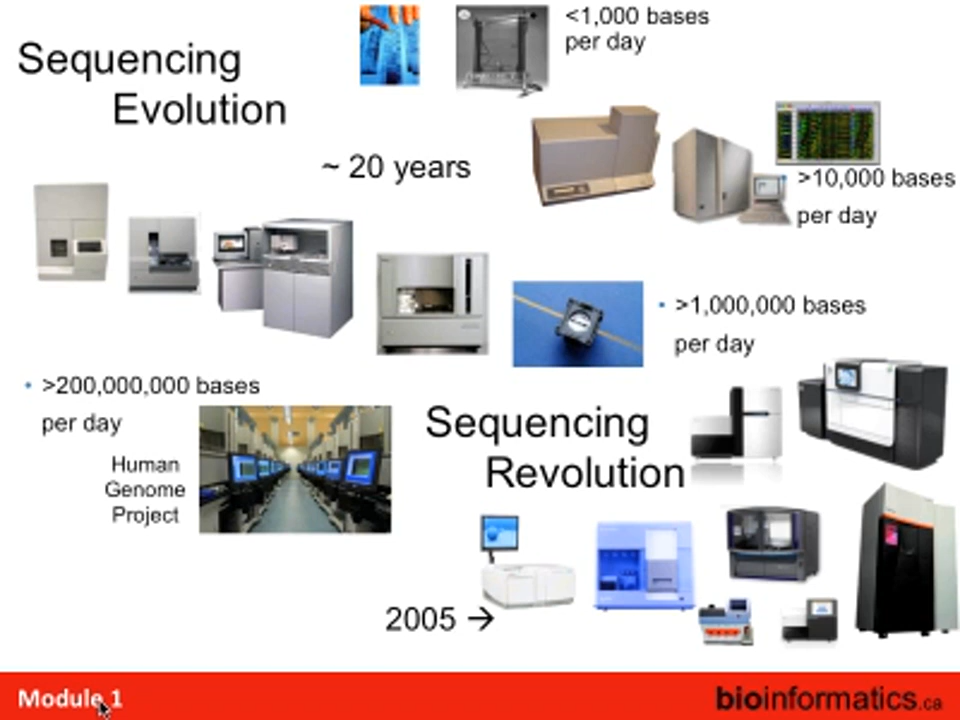 Sequencing
Evolution
<1,000 bases
per day
~ 20 years
>10,000 bases
per day
• >1,000,000 bases
per day
• >200,000,000 bases
per day
Human
Genome
Project
Sequencing
Revolution
2005 →
Module 1
bioinformatics.ca